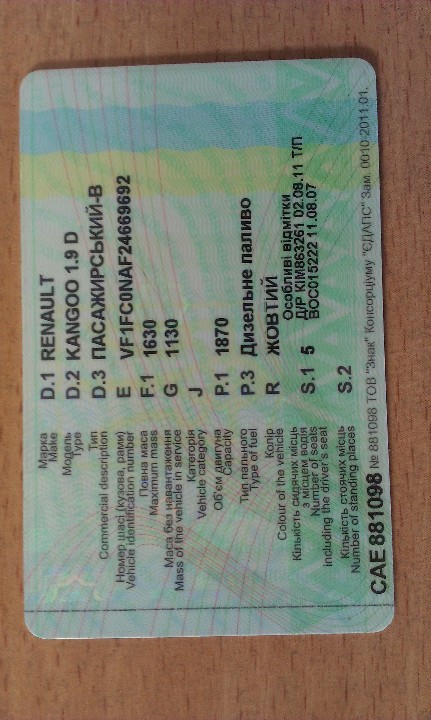 Марка D.1 RENAULT
Make
Модель D.2 KANGOO 1.9 D
Type
Тип D.3 ПАСАЖИРСЬКИЙ-В
Commercial description
Номер шасі (кузова, рами) E VF1FC0NAF24669692
Vehicle identification number
Повна маса F.1 1630
Maximum mass
Маса без навантаження G 1130
Mass of the vehicle in service
Категорія J
Vehicle category
Об'єм двигуна P.1 1870
Capacity
Тип пального P.3 Дизельне паливо
Type of fuel
Колір R ЖОВТИЙ
Colour of the vehicle
Особливі відмітки
Кількість сидячих місць S.1 5 Д/Р КІМ863261 02.08.11 Т/П
з місцем водія ВОС015222 11.08.07
Number of seats
including the driver's seat
Кількість стоячих місць S.2
Number of standing places
САЕ 881098 № 881098 ТОВ "Знак" Консорціуму "ЄДАПС" Зам. 0010-2011.01.